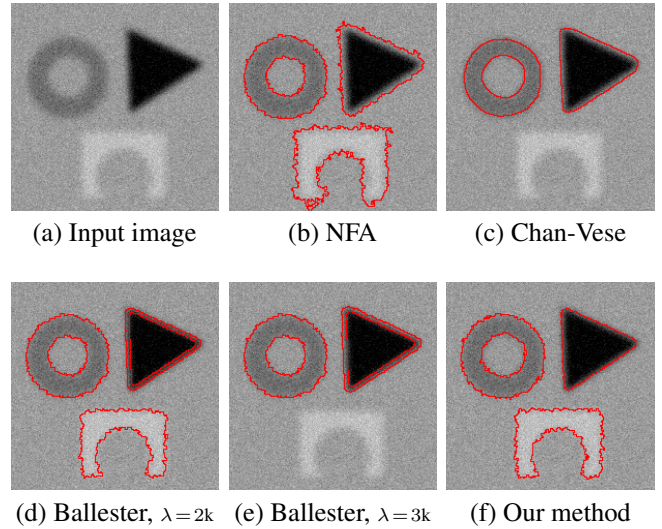 (a) Input image (b) NFA (c) Chan-Vese
(d) Ballester, λ=2k (e) Ballester, λ=3k (f) Our method